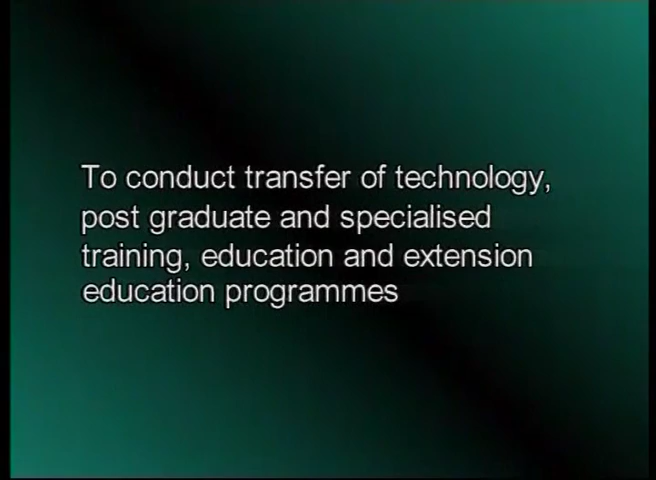 To conduct transfer of technology,
post graduate and specialised
training, education and extension
education programmes